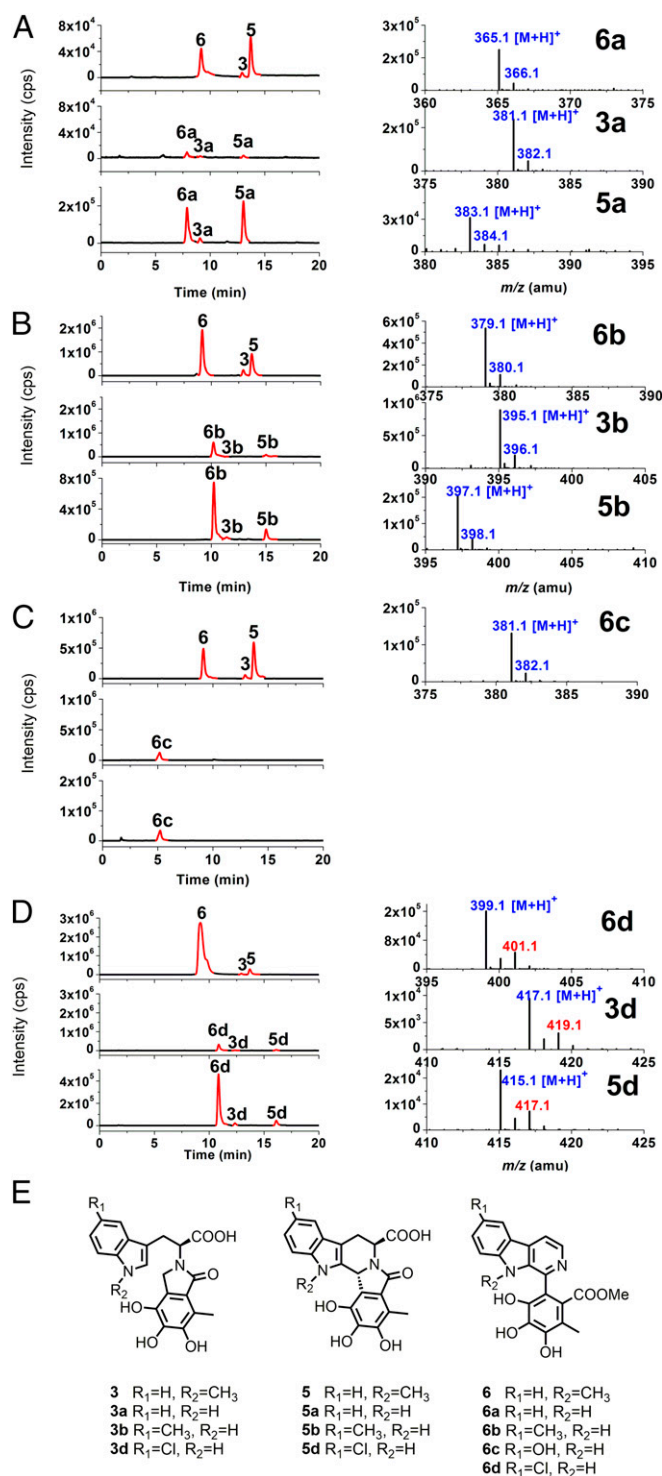 A
Intensity (cps)
8x10⁴
4x10⁴
0
6
3
5
8x10⁴
4x10⁴
0
6a
3a
5a
2x10⁵
0
6a
3a
5a
0 5 10 15 20
Time (min)
3x10⁵
0
365.1 [M+H]⁺
366.1
6a
360 365 370 375
2x10⁵
0
381.1 [M+H]⁺
382.1
3a
375 380 385 390
3x10⁴
0
383.1 [M+H]⁺
384.1
5a
380 385 390 395
m/z (amu)
B
Intensity (cps)
2x10⁶
1x10⁶
0
6
3
5
2x10⁶
1x10⁶
0
6b
3b
5b
8x10⁵
4x10⁵
0
6b
3b
5b
0 5 10 15 20
Time (min)
6x10⁵
4x10⁵
2x10⁵
0
379.1 [M+H]⁺
380.1
6b
375 380 385 390
1x10⁶
5x10⁵
0
395.1 [M+H]⁺
396.1
3b
390 395 400 405
2x10⁵
1x10⁵
0
397.1 [M+H]⁺
398.1
5b
395 400 405 410
m/z (amu)
C
Intensity (cps)
1x10⁶
5x10⁵
0
6
3
5
1x10⁶
5x10⁵
0
6c
2x10⁵
1x10⁵
0
6c
0 5 10 15 20
Time (min)
2x10⁵
0
381.1 [M+H]⁺
382.1
6c
375 380 385 390
D
Intensity (cps)
3x10⁶
2x10⁶
1x10⁶
0
6
3
5
3x10⁶
2x10⁶
1x10⁶
0
6d
3d
5d
4x10⁵
2x10⁵
0
6d
3d
5d
0 5 10 15 20
Time (min)
2x10⁵
8x10⁴
0
399.1 [M+H]⁺
401.1
6d
395 400 405 410
1x10⁴
5x10³
0
417.1 [M+H]⁺
419.1
3d
410 415 420 425
2x10⁴
1x10⁴
0
415.1 [M+H]⁺
417.1
5d
410 415 420 425
m/z (amu)
E
R₁
COOH
N
R₂
N
O
HO
HO
OH
R₁
COOH
N
R₂
N
O
HO
HO
OH
R₁
N
R₂
N
HO
COOMe
HO
HO
3 R₁=H, R₂=CH₃
3a R₁=H, R₂=H
3b R₁=CH₃, R₂=H
3d R₁=Cl, R₂=H
5 R₁=H, R₂=CH₃
5a R₁=H, R₂=H
5b R₁=CH₃, R₂=H
5d R₁=Cl, R₂=H
6 R₁=H, R₂=CH₃
6a R₁=H, R₂=H
6b R₁=CH₃, R₂=H
6c R₁=OH, R₂=H
6d R₁=Cl, R₂=H